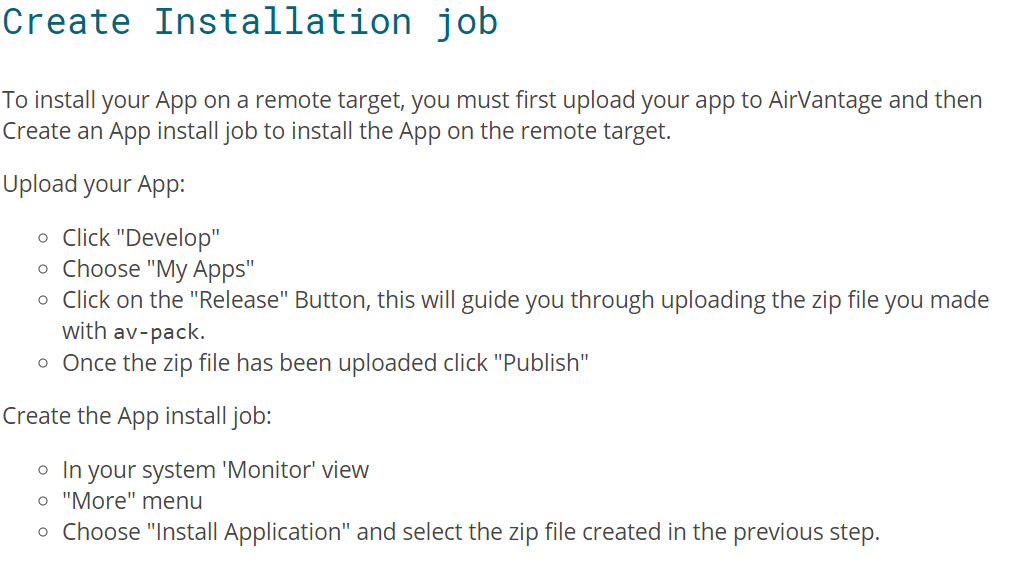 Create Installation job
To install your App on a remote target, you must first upload your app to AirVantage and then
Create an App install job to install the App on the remote target.
Upload your App:
Click "Develop"
Choose "My Apps"
Click on the "Release" Button, this will guide you through uploading the zip file you made
with av-pack.
Once the zip file has been uploaded click "Publish"
Create the App install job:
In your system 'Monitor' view
"More" menu
Choose "Install Application" and select the zip file created in the previous step.